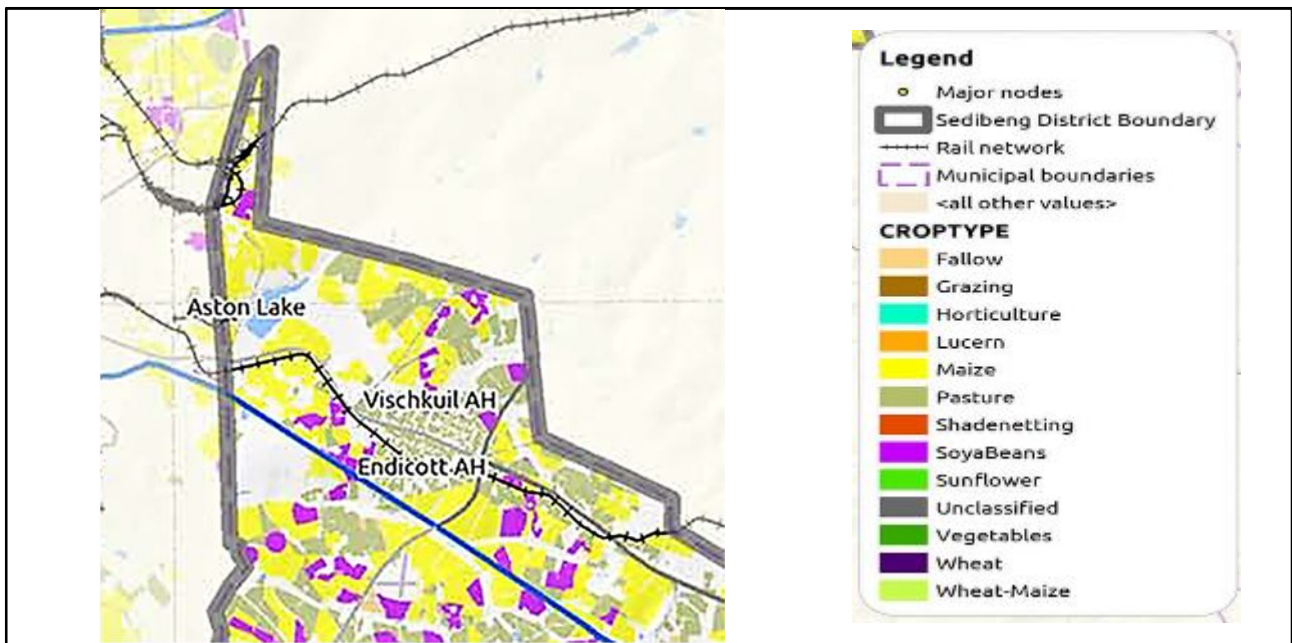 Aston Lake
Vischkuil AH
Endicott AH
Legend
Major nodes
Sedibeng District Boundary
Rail network
Municipal boundaries
<all other values>
CROPTYPE
Fallow
Grazing
Horticulture
Lucern
Maize
Pasture
Shadenetting
SoyaBeans
Sunflower
Unclassified
Vegetables
Wheat
Wheat-Maize